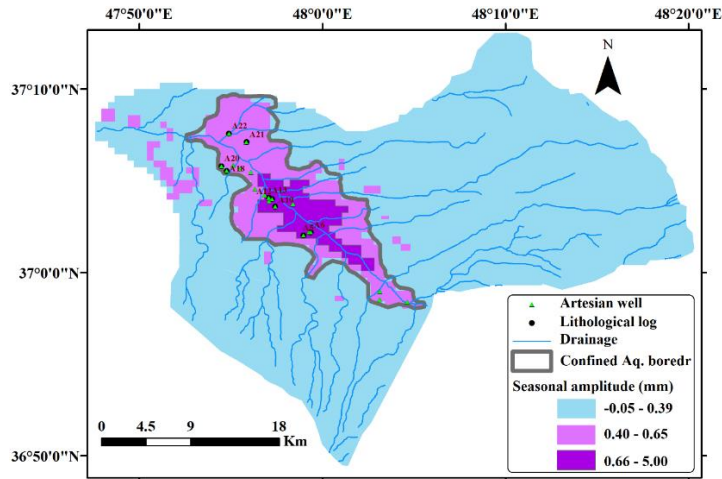 47°50'0"E 48°0'0"E 48°10'0"E 48°20'0"E
N
37°10'0"N
37°0'0"N
36°50'0"N
A22
A21
A20
A18
Artesian well
Lithological log
Drainage
Confined Aq. boredr
Seasonal amplitude (mm)
-0.05 - 0.39
0.40 - 0.65
0.66 - 5.00
0 4.5 9 18
Km